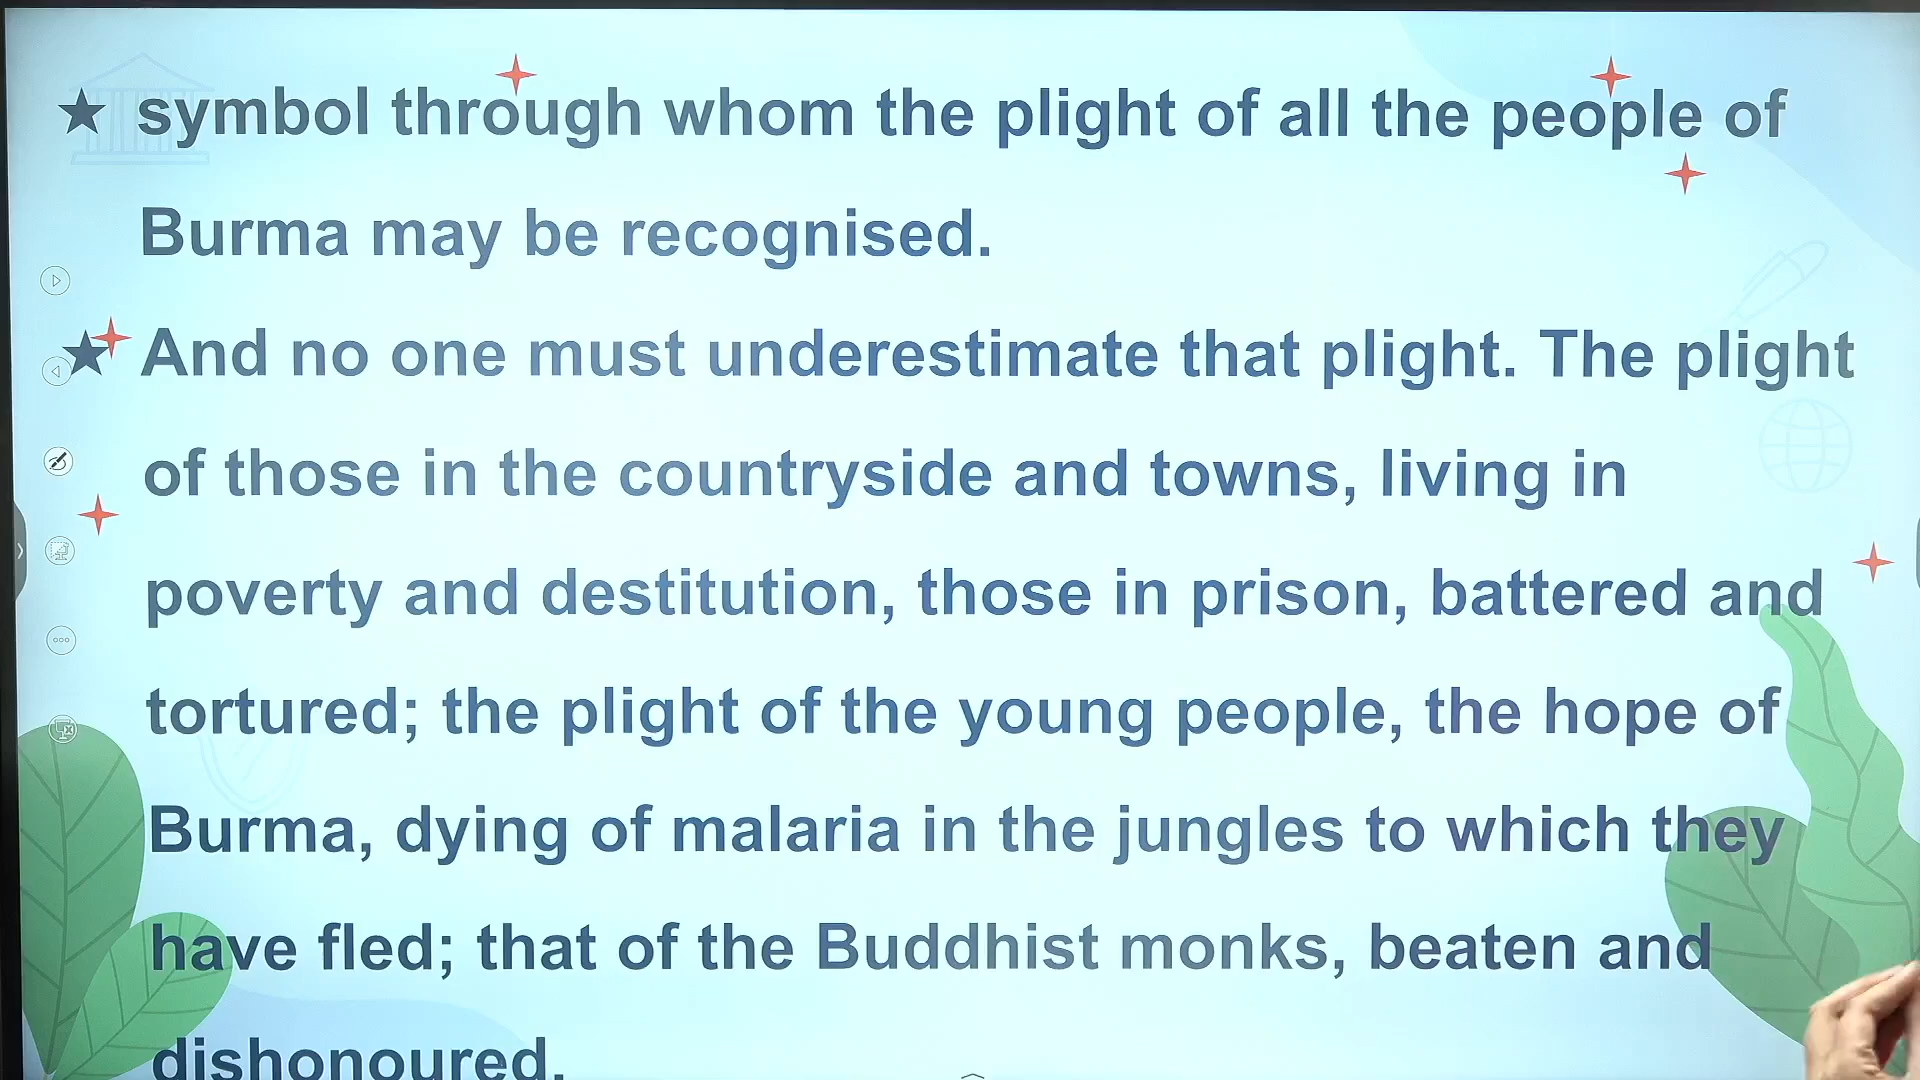 ★ symbol through whom the plight of all the people of
Burma may be recognised.
★ And no one must underestimate that plight. The plight
of those in the countryside and towns, living in
poverty and destitution, those in prison, battered and
tortured; the plight of the young people, the hope of
Burma, dying of malaria in the jungles to which they
have fled; that of the Buddhist monks, beaten and
dishonoured.